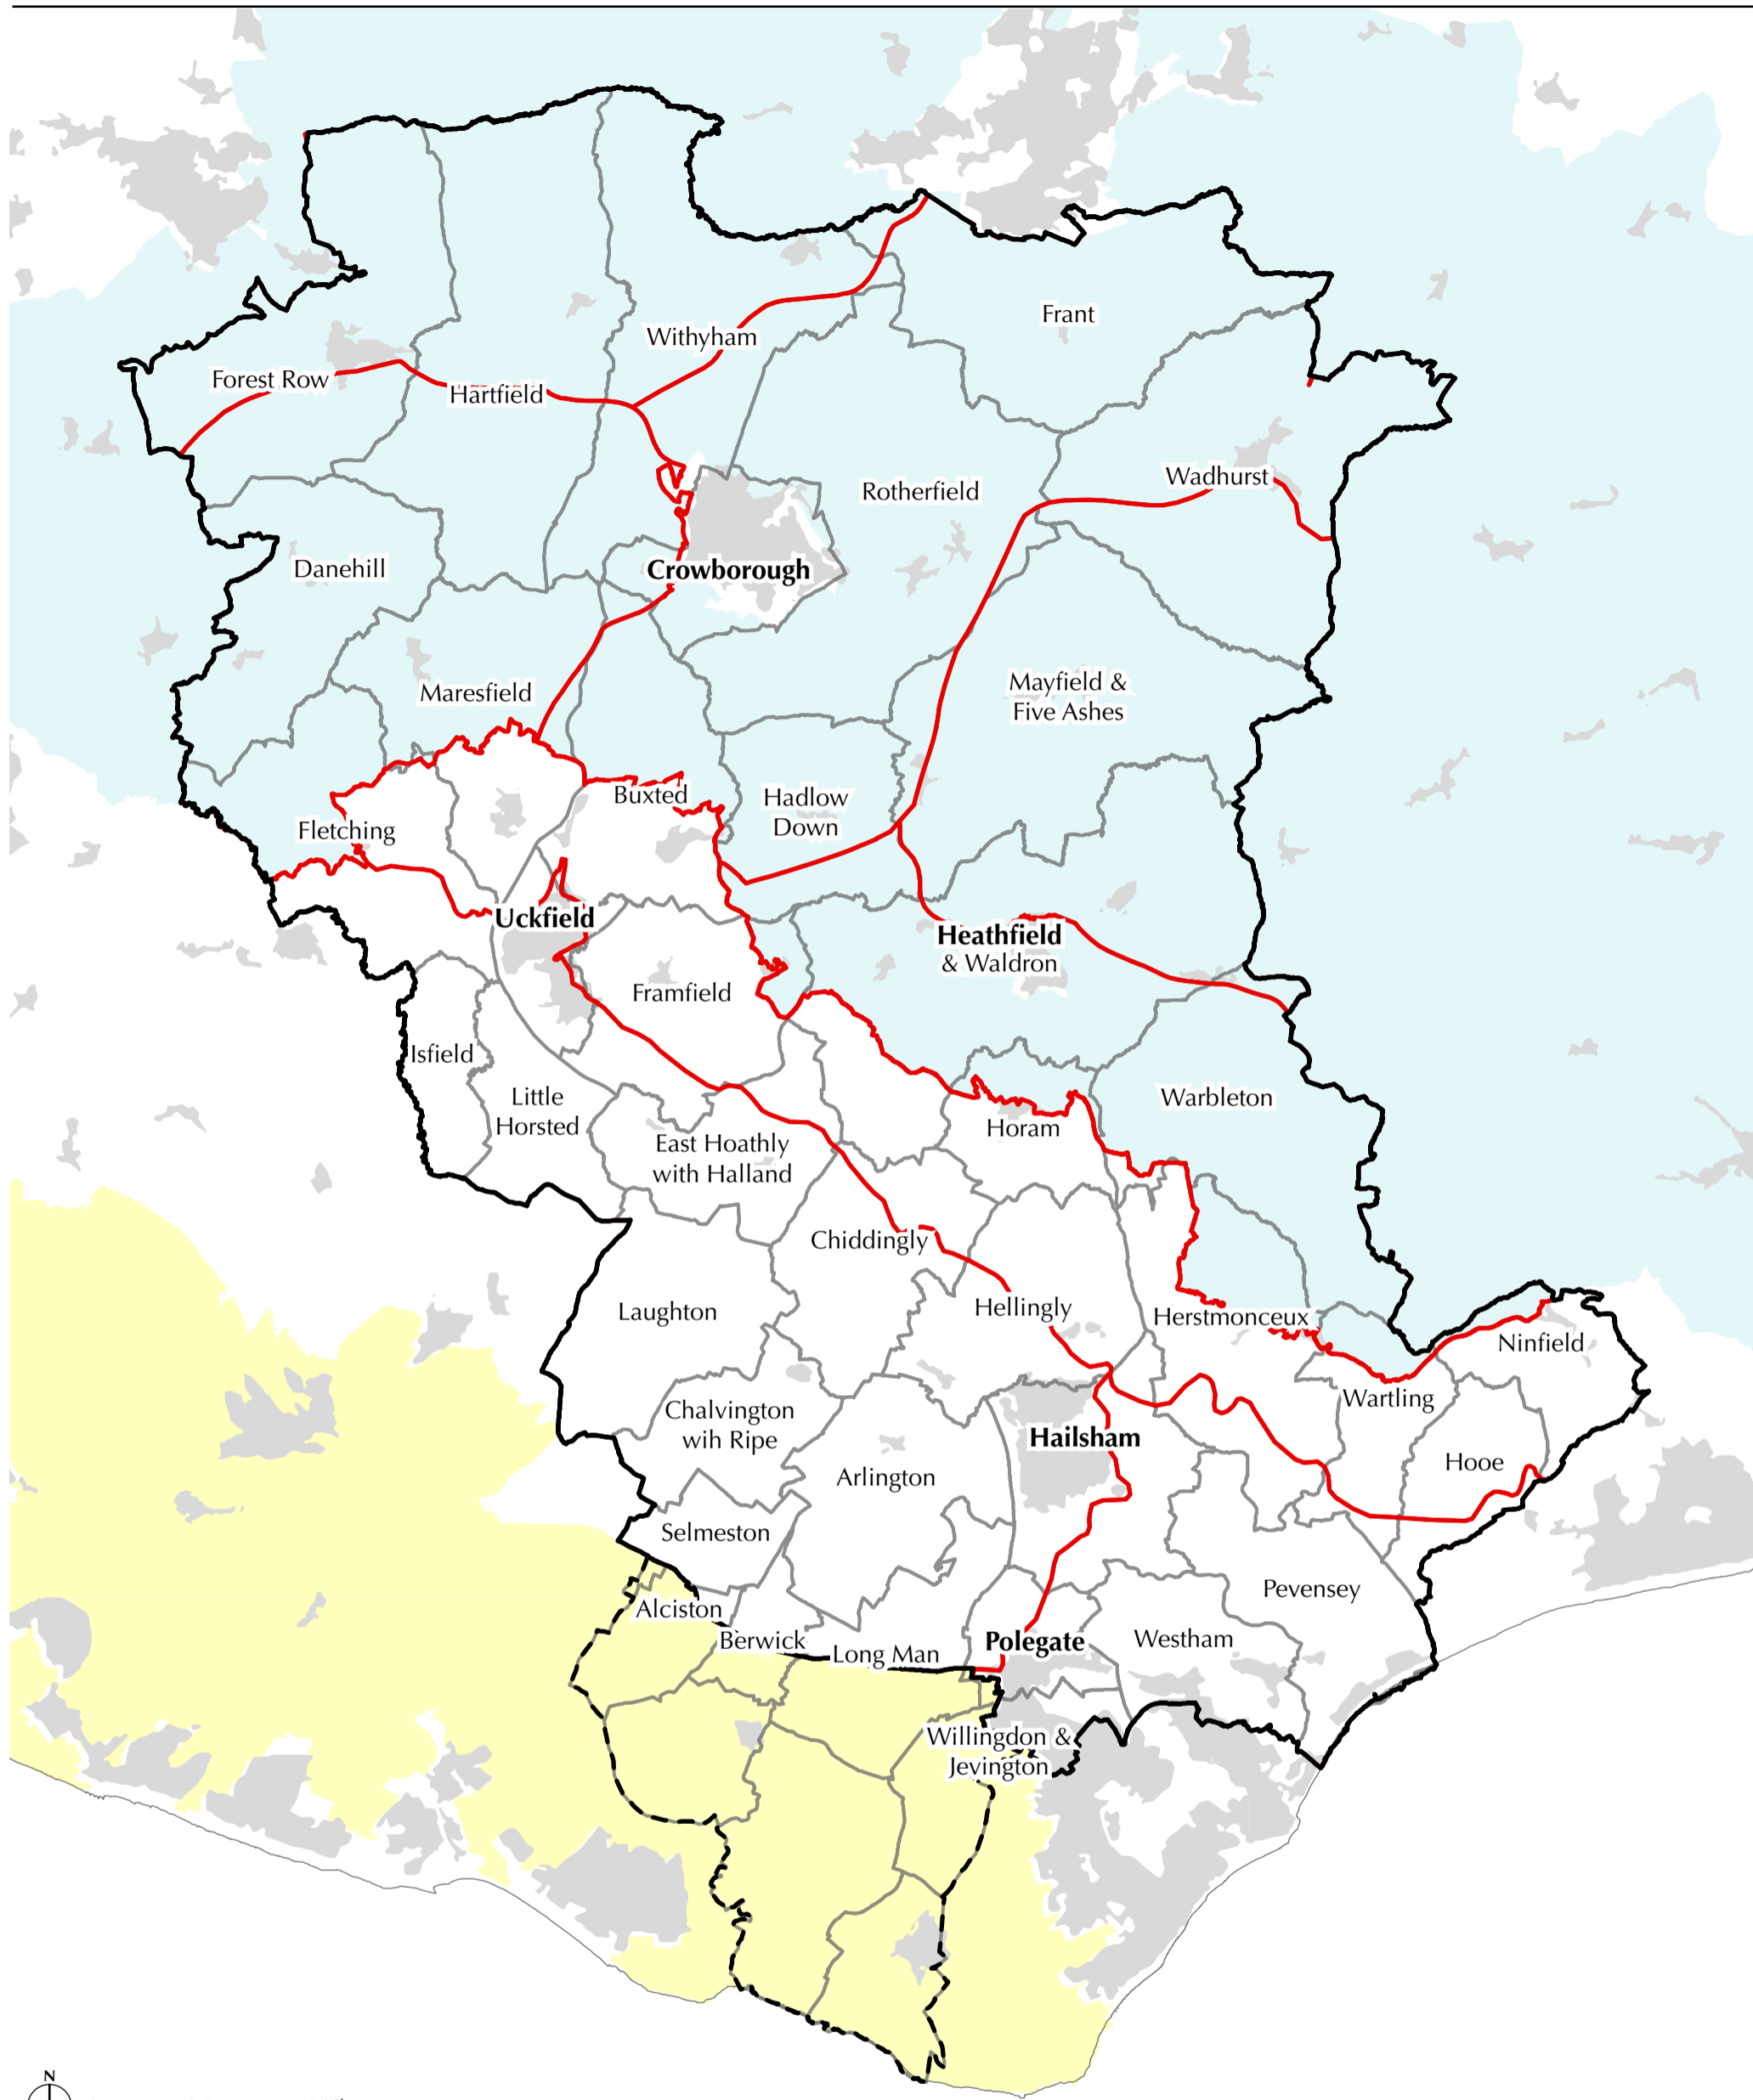 Frant
Withyham
Forest Row
Hartfield
Wadhurst
Rotherfield
Danehill
Crowborough
Maresfield
Mayfield &
Five Ashes
Buxted
Hadlow
Down
Fletching
Uckfield
Heathfield
& Waldron
Framfield
Isfield
Little
Horsted
Warbleton
Horam
East Hoathly
with Halland
Chiddingly
Laughton
Hellingly
Herstmonceux
Ninfield
Wartling
Chalvington
wih Ripe
Hailsham
Arlington
Hooe
Selmeston
Pevensey
Alciston
Berwick
Long Man
Polegate
Westham
Willingdon &
Jevington
N